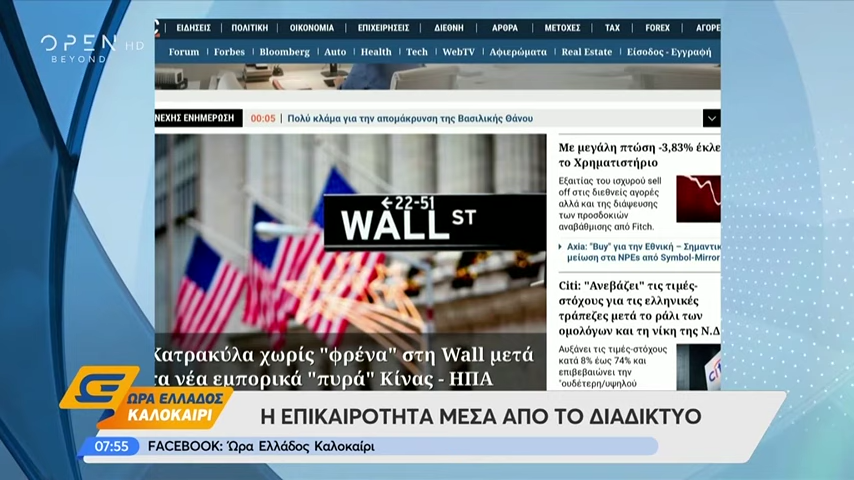 ΕΙΔΗΣΕΙΣ ΠΟΛΙΤΙΚΗ ΟΙΚΟΝΟΜΙΑ ΕΠΙΧΕΙΡΗΣΕΙΣ ΔΙΕΘΝΗ ΑΡΘΡΑ ΜΕΤΟΧΕΣ TAX FOREX ΑΓΟΡΕ
OPEN HD
BEYOND
Forum Forbes Bloomberg Auto Health Tech WebTV Αφιερώματα Real Estate Είσοδος - Εγγραφή
ΝΕΧΗΣ ΕΝΗΜΕΡΩΣΗ 00:05 | Πολύ κλάμα για την απομάκρυνση της Βασιλικής Θάνου
22-51
WALL ST
Κατρακύλα χωρίς "φρένα" στη Wall μετά
τα νέα εμπορικά "πυρά" Κίνας - ΗΠΑ
Με μεγάλη πτώση -3,83% έκλε
το Χρηματιστήριο
Εξαιτίας του ισχυρού sell
off στις διεθνείς αγορές
αλλά και της διάψευσης
των προσδοκιών
αναβάθμισης από Fitch.
Axia: "Buy" για την Εθνική – Σημαντικ
μείωση στα NPEs από Symbol-Mirror
Citi: "Ανεβάζει" τις τιμές-
στόχους για τις ελληνικές
τράπεζες μετά το ράλι των
ομολόγων και τη νίκη της Ν.Δ
Αυξάνει τις τιμές-στόχους
κατά 8% έως 74% και
επιβεβαιώνει την
"ουδέτερη/υψηλού
citi
ΩΡΑ ΕΛΛΑΔΟΣ
ΚΑΛΟΚΑΙΡΙ
Η ΕΠΙΚΑΙΡΟΤΗΤΑ ΜΕΣΑ ΑΠΟ ΤΟ ΔΙΑΔΙΚΤΥΟ
07:55 FACEBOOK: Ώρα Ελλάδος Καλοκαίρι